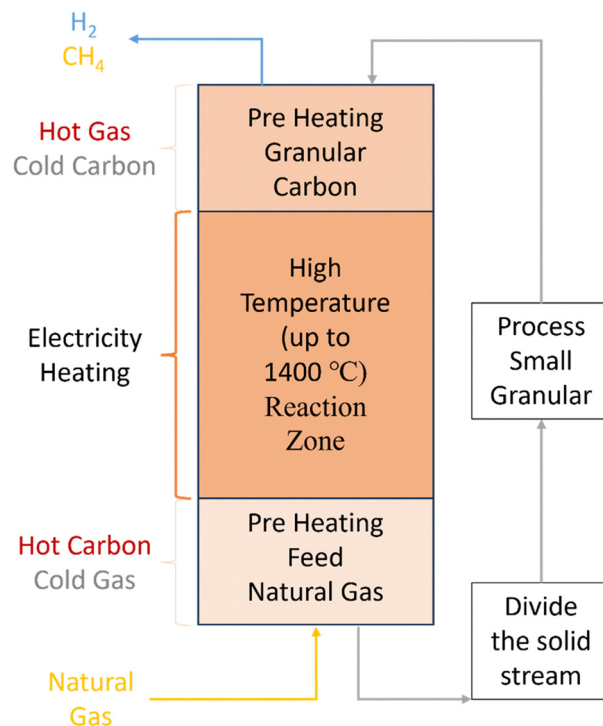 H₂
CH₄
Hot Gas
Cold Carbon
Pre Heating
Granular
Carbon
Electricity
Heating
High
Temperature
(up to
1400 ℃)
Reaction
Zone
Process
Small
Granular
Hot Carbon
Cold Gas
Pre Heating
Feed
Natural Gas
Divide
the solid
stream
Natural
Gas